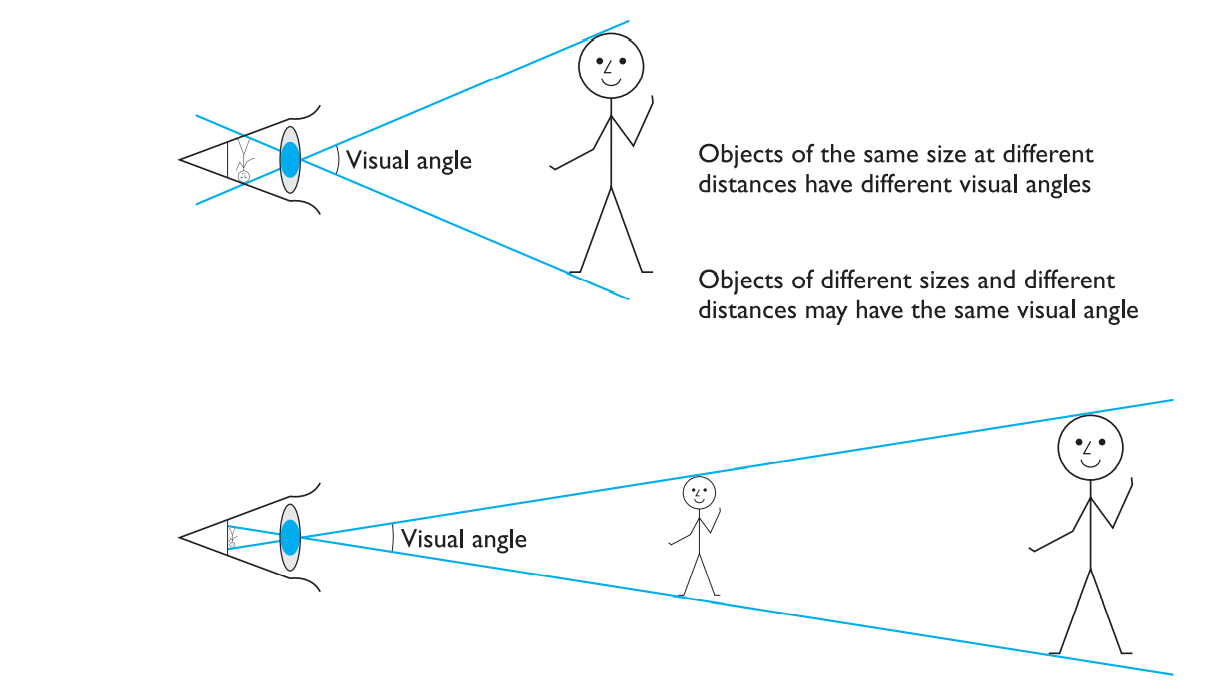 Visual angle
Objects of the same size at different
distances have different visual angles
Objects of different sizes and different
distances may have the same visual angle
Visual angle